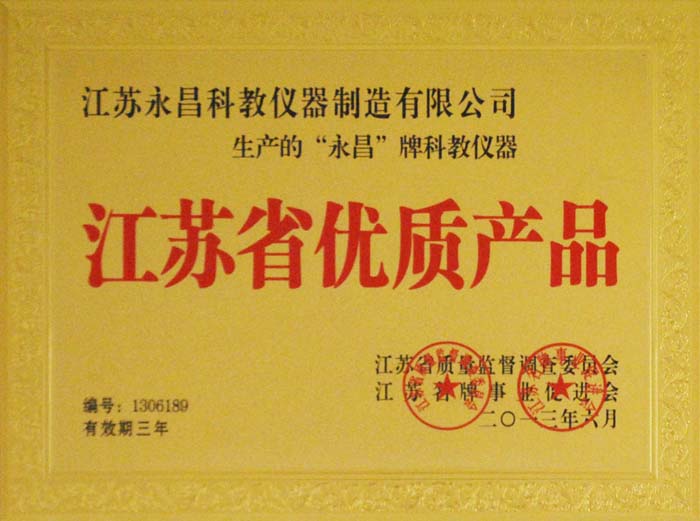 江苏永昌科教仪器制造有限公司
生产的“永昌”牌科教仪器
江苏省优质产品
江苏省质量监督调查委员会
江苏名牌事业促进会
二〇一三年六月
编号：1306189
有效期三年